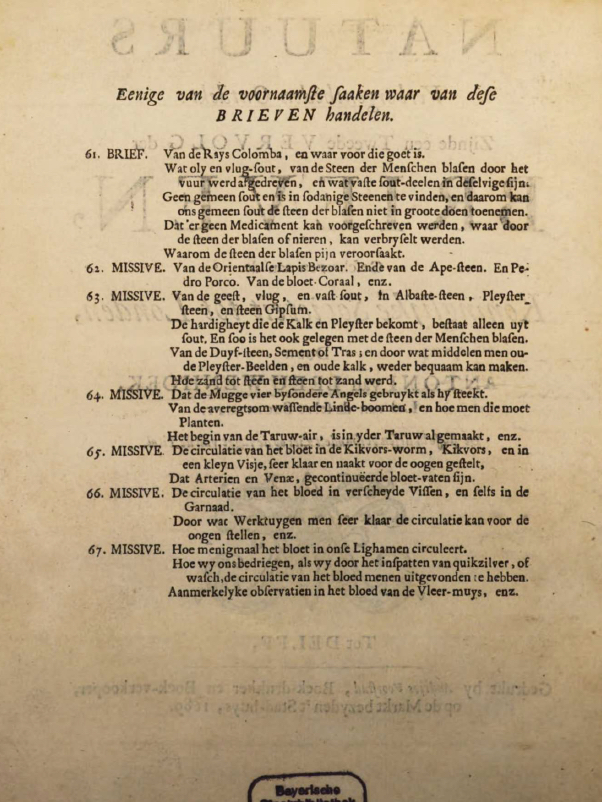 Eenige van de voornaamſte ſaaken waar van deſe
BRIEVEN handelen.
61. BRIEF. Van de Rays Colomba, en waar voor die goet is.
Wat oly en vlug-ſout, van de Steen der Menſchen blaſen door het
vuur werd afgedreven, en wat vaſte ſout-deelen in deſelvige ſijn.
Geen gemeen ſout en is in ſodanige Steenen te vinden, en daarom kan
ons gemeen ſout de ſteen der blaſen niet in groote doen toenemen.
Dat 'er geen Medicament kan voorgeſchreven werden, waar door
de ſteen der blaſen of nieren, kan verbryſelt werden.
Waarom de ſteen der blaſen pijn veroorſaakt.
62. MISSIVE. Van de Orientaalſe Lapis Bezoar. Ende van de Ape-ſteen. En Pe-
dro Porco. Van de bloet-Coraal, enz.
63. MISSIVE. Van de geeſt, vlug, en vaſt ſout, in Albaſte-ſteen, Pleyſter
ſteen, en ſteen Gipſum.
De hardigheyt die de Kalk en Pleyſter bekomt, beſtaat alleen uyt
ſout. En ſoo is het ook gelegen met de ſteen der Menſchen blaſen.
Van de Duyf-ſteen, Sement of Tras; en door wat middelen men ou-
de Pleyſter-Beelden, en oude kalk, weder bequaam kan maken.
Hoe zand tot ſteen en ſteen tot zand werd.
64. MISSIVE. Dat de Mugge vier byſondere Angels gebruykt als hy ſteekt.
Van de averegtsom waſſende Linde-boomen, en hoe men die moet
Planten.
Het begin van de Taruw-air, is in yder Taruw al gemaakt, enz.
65. MISSIVE. De circulatie van het bloet in de Kikvors-worm, Kikvors, en in
een kleyn Visje, ſeer klaar en naakt voor de oogen geſtelt,
Dat Arterien en Venæ, gecontinuëerde bloet-vaten ſijn.
66. MISSIVE. De circulatie van het bloed in verſcheyde Viſſen, en ſelfs in de
Garnaad.
Door wat Werktuygen men ſeer klaar de circulatie kan voor de
oogen ſtellen, enz.
67. MISSIVE. Hoe menigmaal het bloet in onſe Lighamen circuleert.
Hoe wy ons bedriegen, als wy door het inſpatten van quikzilver, of
waſch, de circulatie van het bloed menen uitgevonden te hebben.
Aanmerkelyke obſervatien in het bloed van de Vleer-muys, enz.
Bayerische